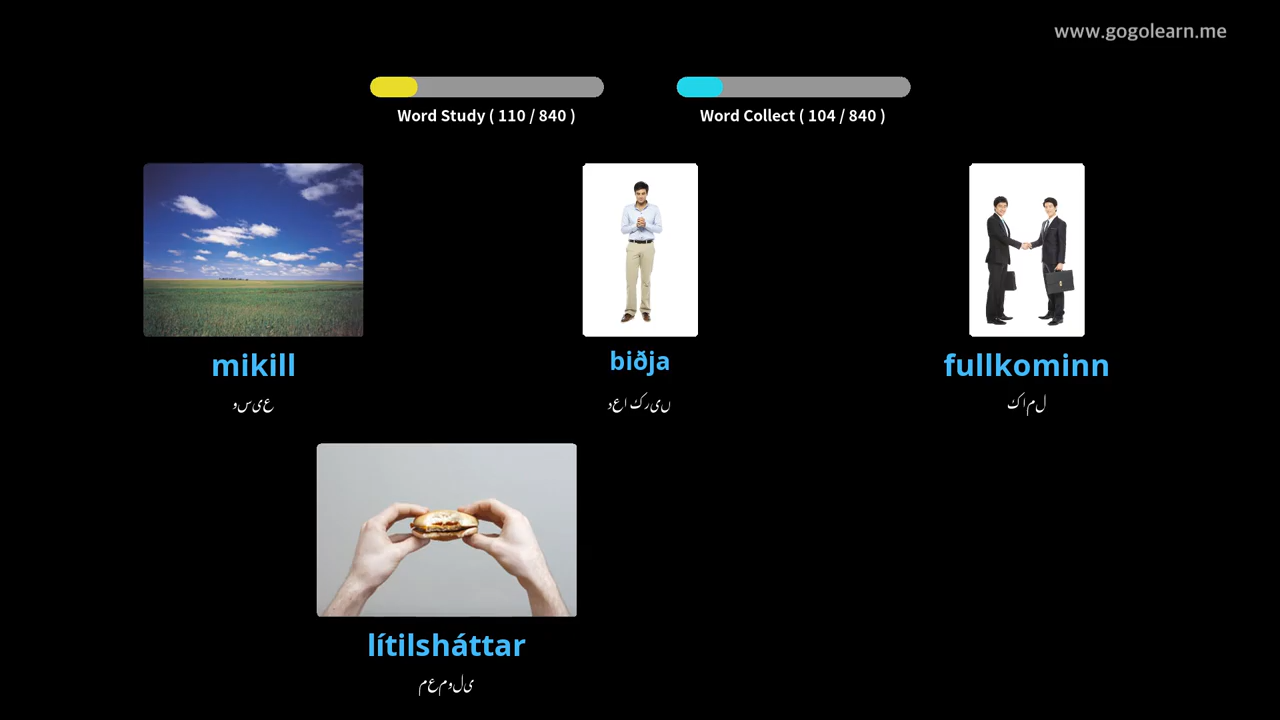 www.gogolearn.me
Word Study ( 110 / 840 )
Word Collect ( 104 / 840 )
mikill
biðja
fullkominn
وسیع
دعا کریں
کامل
lítilsháttar
معمولی